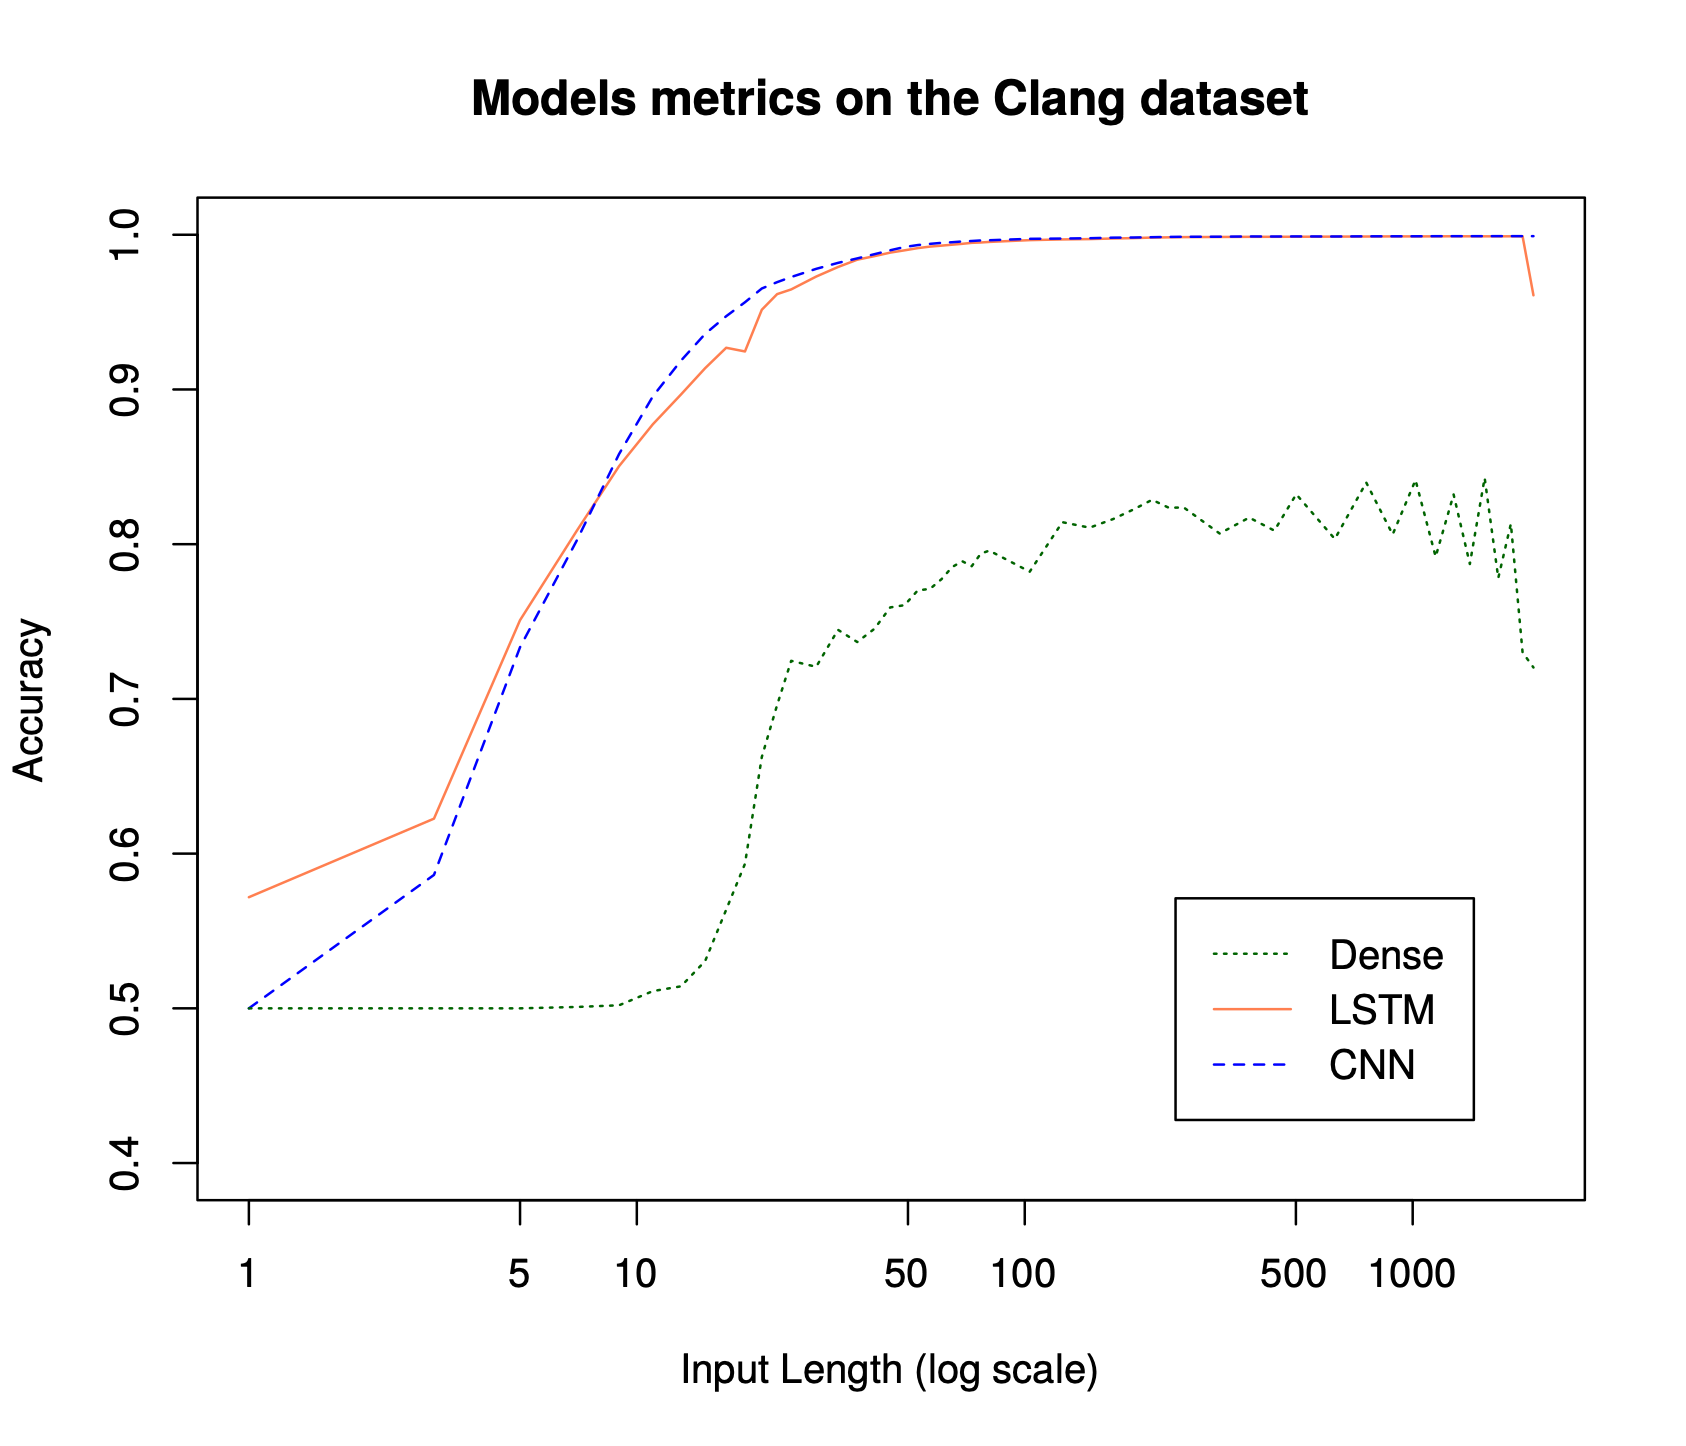 Models metrics on the Clang dataset
Accuracy
1.0
0.9
0.8
0.7
0.6
0.5
0.4
Dense
LSTM
CNN
1 5 10 50 100 500 1000
Input Length (log scale)